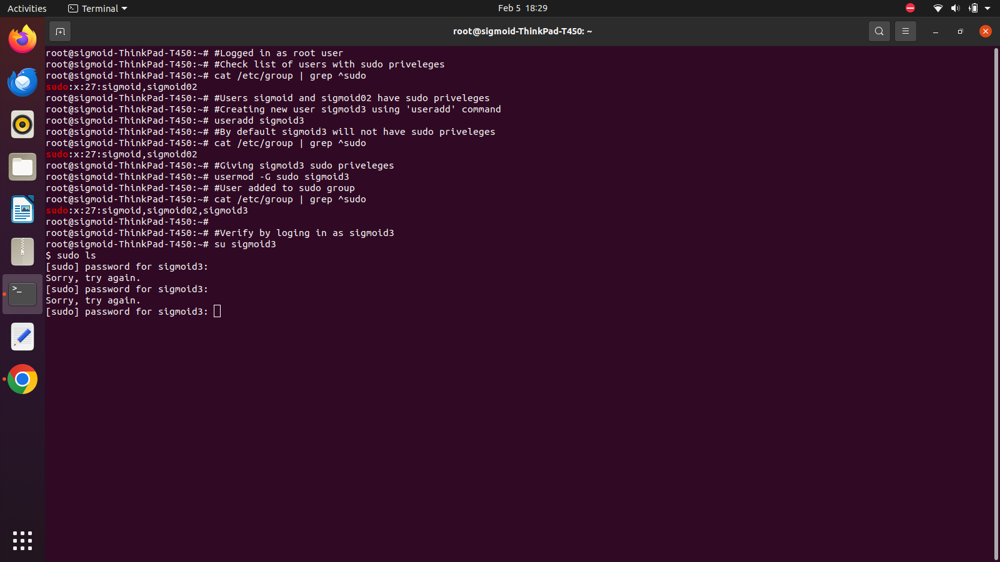 Activities
Terminal
Feb 5 18:29
root@sigmoid-ThinkPad-T450: ~
root@sigmoid-ThinkPad-T450:~# #Logged in as root user
root@sigmoid-ThinkPad-T450:~# #Check list of users with sudo priveleges
root@sigmoid-ThinkPad-T450:~# cat /etc/group | grep ^sudo
sudo:x:27:sigmoid,sigmoid02
root@sigmoid-ThinkPad-T450:~# #Users sigmoid and sigmoid02 have sudo priveleges
root@sigmoid-ThinkPad-T450:~# #Creating new user sigmoid3 using 'useradd' command
root@sigmoid-ThinkPad-T450:~# useradd sigmoid3
root@sigmoid-ThinkPad-T450:~# #By default sigmoid3 will not have sudo priveleges
root@sigmoid-ThinkPad-T450:~# cat /etc/group | grep ^sudo
sudo:x:27:sigmoid,sigmoid02
root@sigmoid-ThinkPad-T450:~# #Giving sigmoid3 sudo priveleges
root@sigmoid-ThinkPad-T450:~# usermod -G sudo sigmoid3
root@sigmoid-ThinkPad-T450:~# #User added to sudo group
root@sigmoid-ThinkPad-T450:~# cat /etc/group | grep ^sudo
sudo:x:27:sigmoid,sigmoid02,sigmoid3
root@sigmoid-ThinkPad-T450:~#
root@sigmoid-ThinkPad-T450:~# #Verify by loging in as sigmoid3
root@sigmoid-ThinkPad-T450:~# su sigmoid3
$ sudo ls
[sudo] password for sigmoid3:
Sorry, try again.
[sudo] password for sigmoid3:
Sorry, try again.
[sudo] password for sigmoid3: